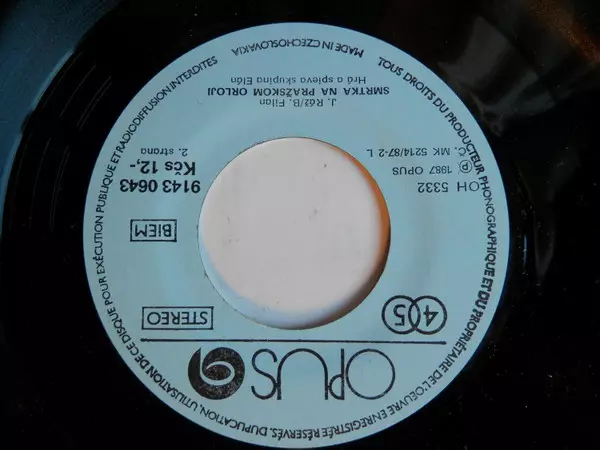 OPUS
STEREO
45
BIEM
9143 0643
Kčs 12,-
2. strana
OH 5332
℗ 1987 OPUS
Č. MK 5214/87-2 L
SMRTKA NA PRAŽSKOM ORLOJI
J. Ráž/B. Filan
Hrá a spieva skupina Elán
TOUS DROITS DU PRODUCTEUR PHONOGRAPHIQUE ET DU PROPRIÉTAIRE DE L'OEUVRE ENREGISTRÉE RÉSERVÉS. DUPLICATION, UTILISATION DE CE DISQUE POUR EXÉCUTION PUBLIQUE ET RADIODIFFUSION INTERDITES
MADE IN CZECHOSLOVAKIA